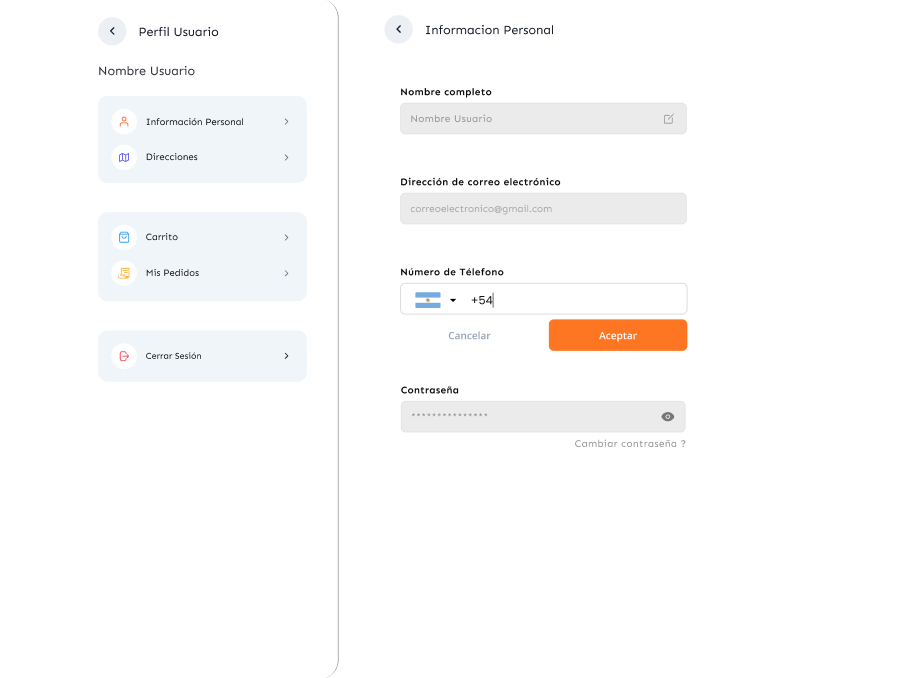 Perfil Usuario
Nombre Usuario
Información Personal
Direcciones
Carrito
Mis Pedidos
Cerrar Sesión
Informacion Personal
Nombre completo
Nombre Usuario
Dirección de correo electrónico
correoelectronico@gmail.com
Número de Télefono
+54
Cancelar
Aceptar
Contraseña
***************
Cambiar contraseña ?